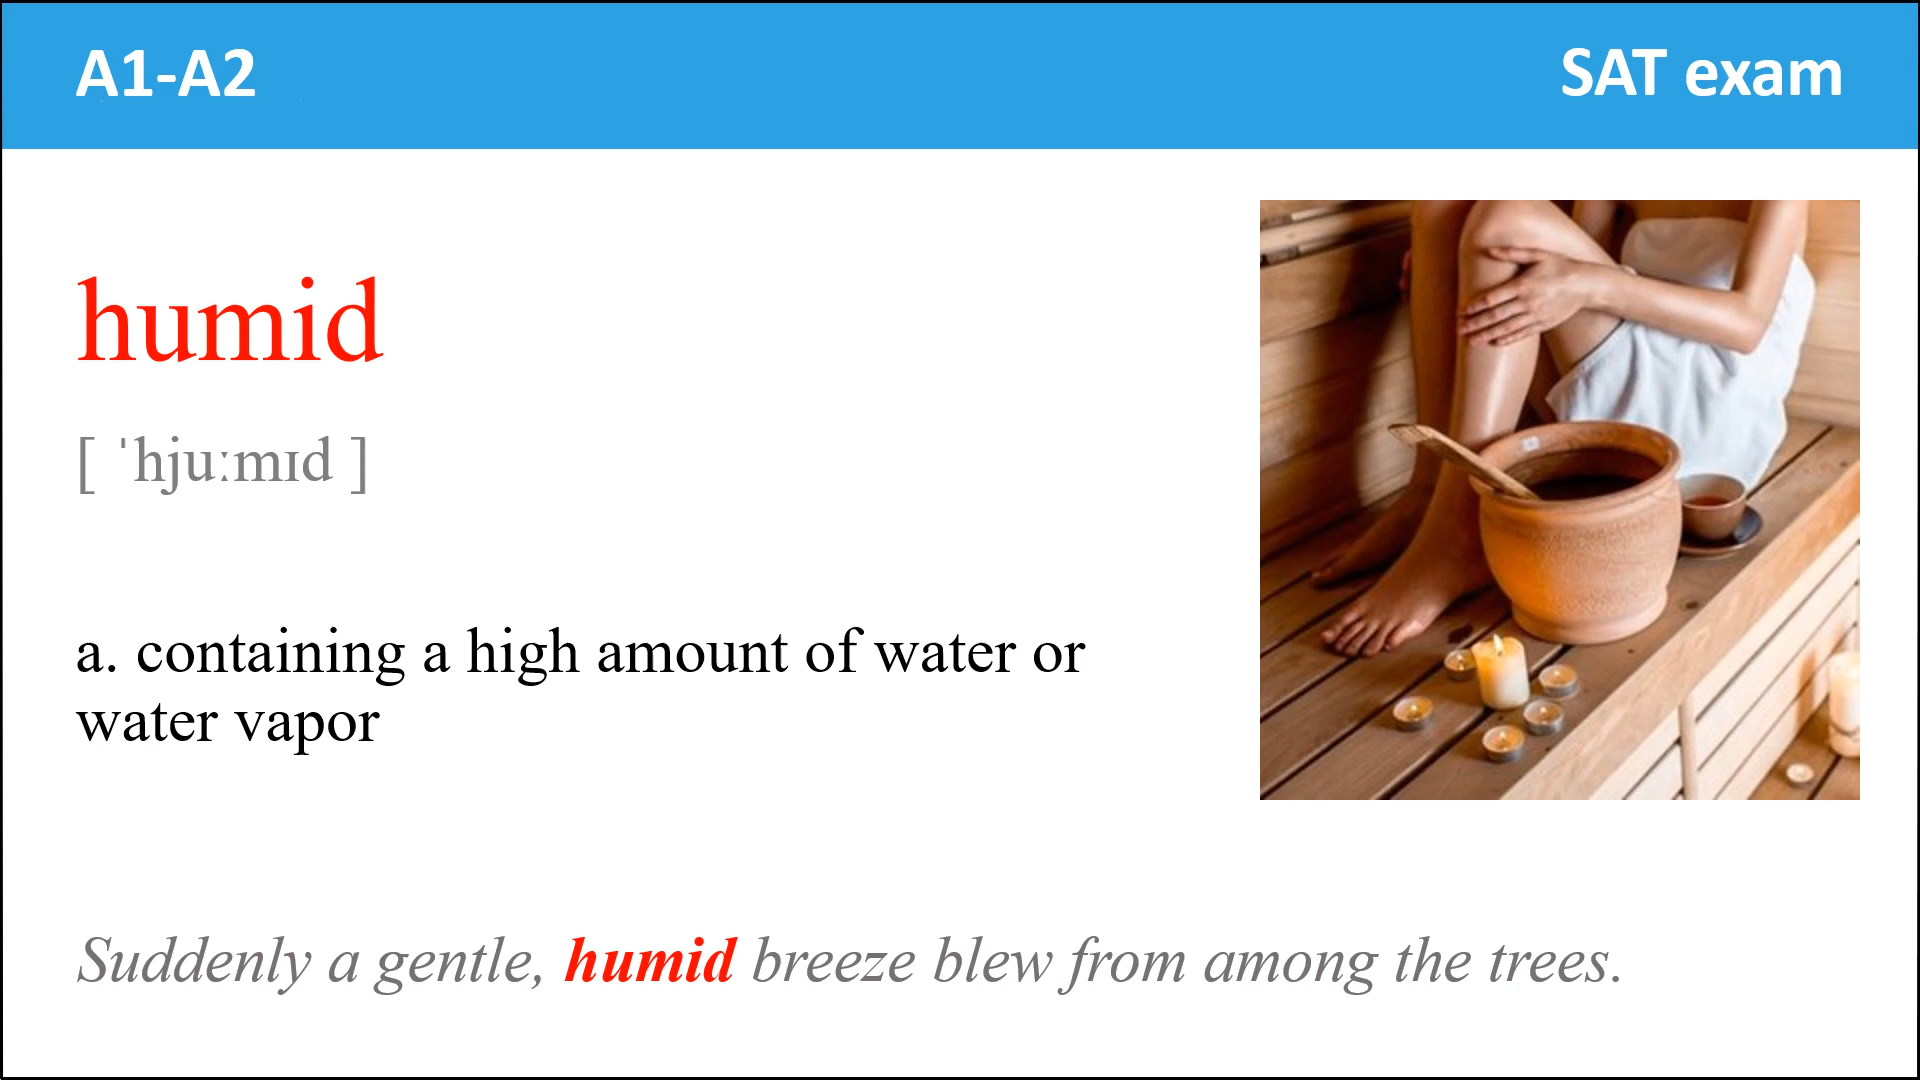 A1-A2
SAT exam
humid
[ ˈhjuːmɪd ]
a. containing a high amount of water or
water vapor
Suddenly a gentle, humid breeze blew from among the trees.